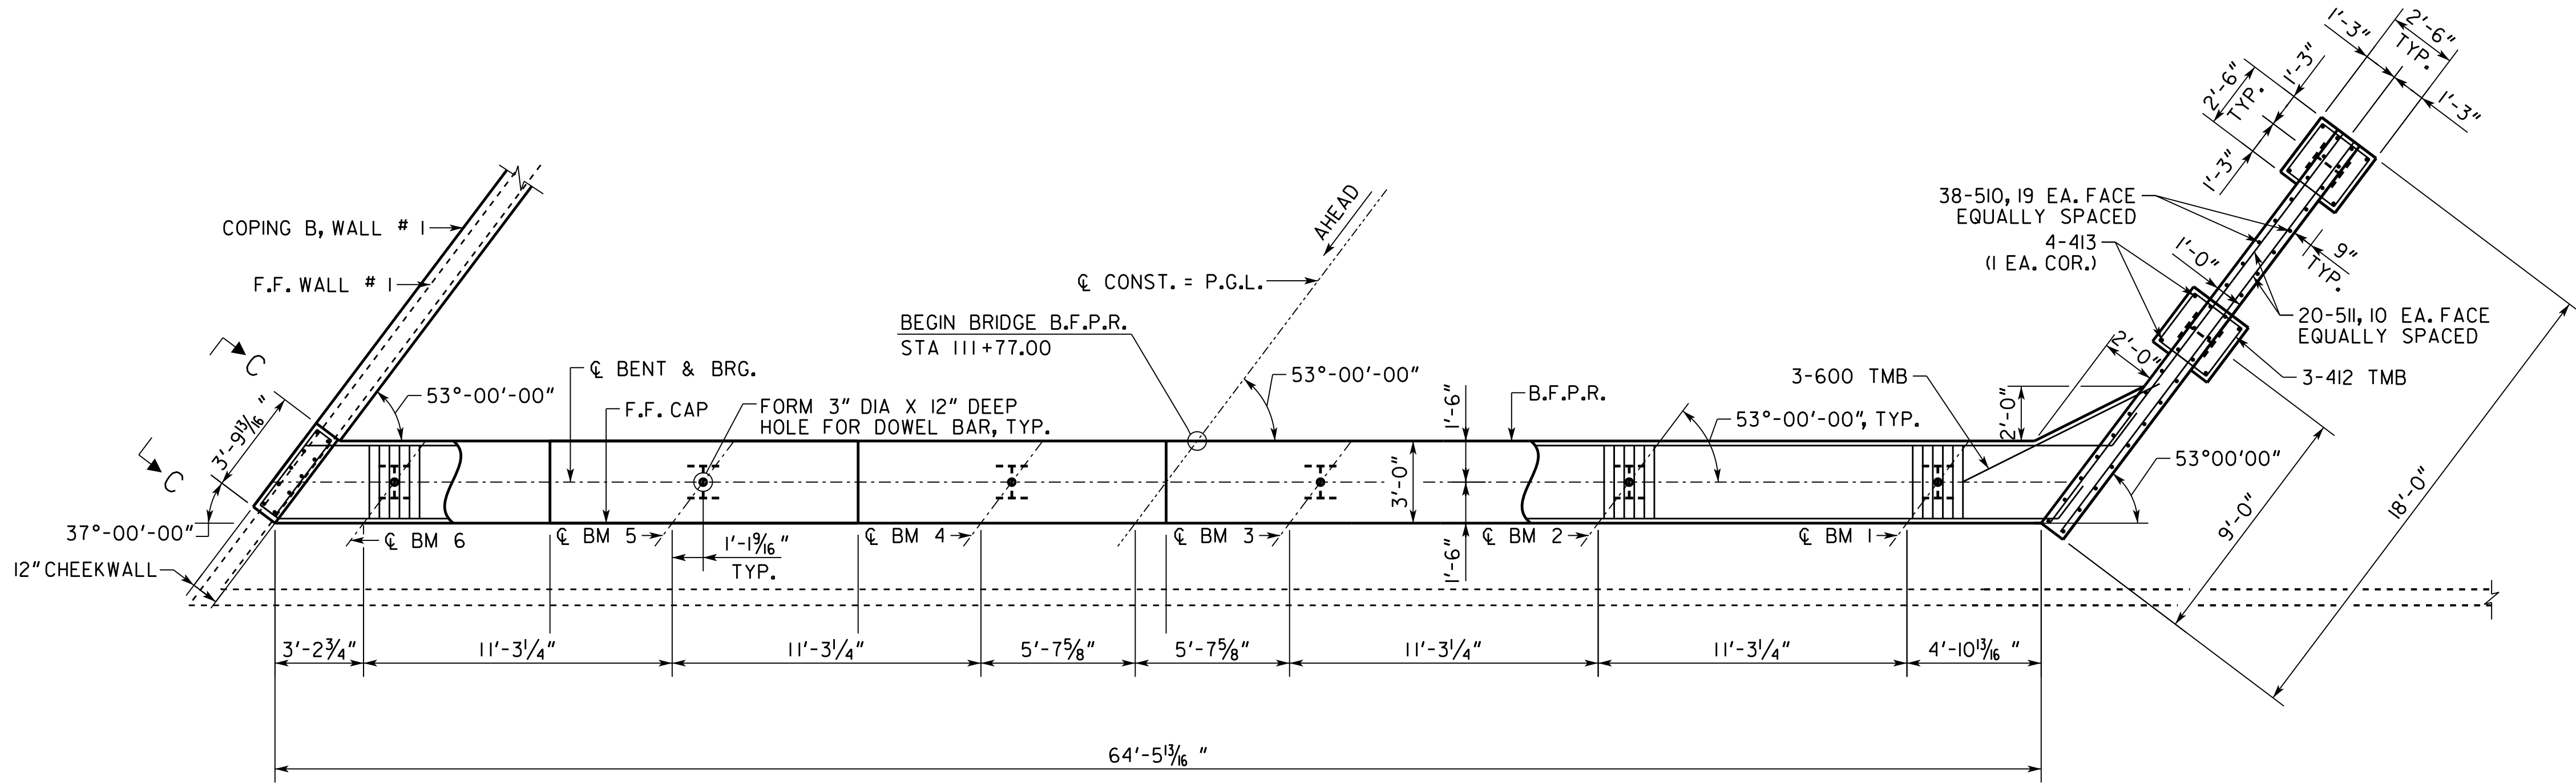 1'-3"
2'-6"
TYP.
1'-3"
2'-6"
TYP.
1'-3"
1'-3"
COPING B, WALL # 1
F.F. WALL # 1
AHEAD
℄ CONST. = P.G.L.
38-510, 19 EA. FACE
EQUALLY SPACED
4-413
(1 EA. COR.)
1'-0"
9"
TYP.
20-511, 10 EA. FACE
EQUALLY SPACED
BEGIN BRIDGE B.F.P.R.
STA 111+77.00
C
℄ BENT & BRG.
53°-00'-00"
F.F. CAP
FORM 3" DIA X 12" DEEP
HOLE FOR DOWEL BAR, TYP.
53°-00'-00"
1'-6"
B.F.P.R.
53°-00'-00", TYP.
3-600 TMB
2'-0"
2'-0"
3-412 TMB
3'-9 13/16 "
C
3'-0"
53°00'00"
37°-00'-00"
12" CHEEKWALL
℄ BM 6
℄ BM 5
1'-1 9/16 "
TYP.
℄ BM 4
℄ BM 3
1'-6"
℄ BM 2
℄ BM 1
9'-0"
18'-0"
3'-2 3/4"
11'-3 1/4"
11'-3 1/4"
5'-7 5/8"
5'-7 5/8"
11'-3 1/4"
11'-3 1/4"
4'-10 13/16 "
64'-5 13/16 "